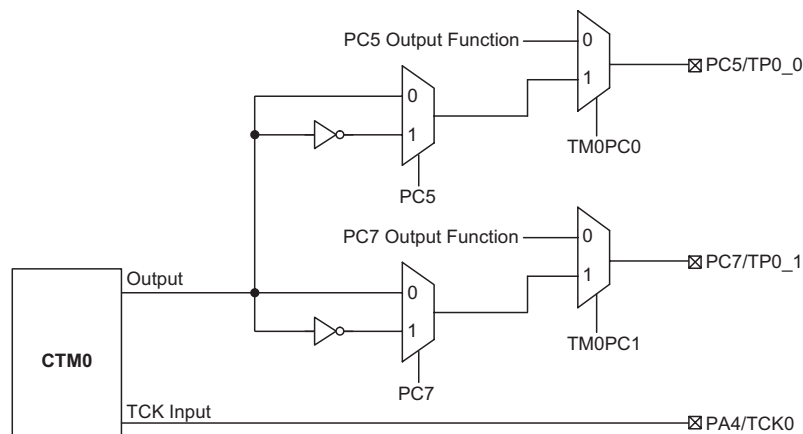 PC5 Output Function
0
1
PC5/TP0_0
TM0PC0
0
1
PC5
PC7 Output Function
0
1
PC7/TP0_1
TM0PC1
Output
0
1
PC7
CTM0
TCK Input
PA4/TCK0